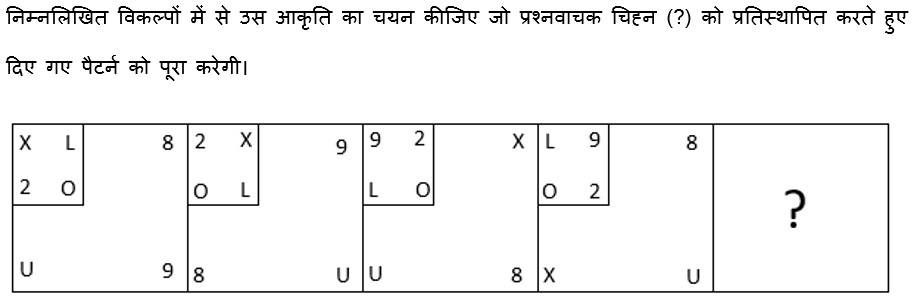 निम्नलिखित विकल्पों में से उस आकृति का चयन कीजिए जो प्रश्नवाचक चिह्न (?) को प्रतिस्थापित करते हुए
दिए गए पैटर्न को पूरा करेगी।
X L 8 2 X 9 9 2 X L 9 8
2 O O L L O O 2 ?
U 9 8 U U 8 X U